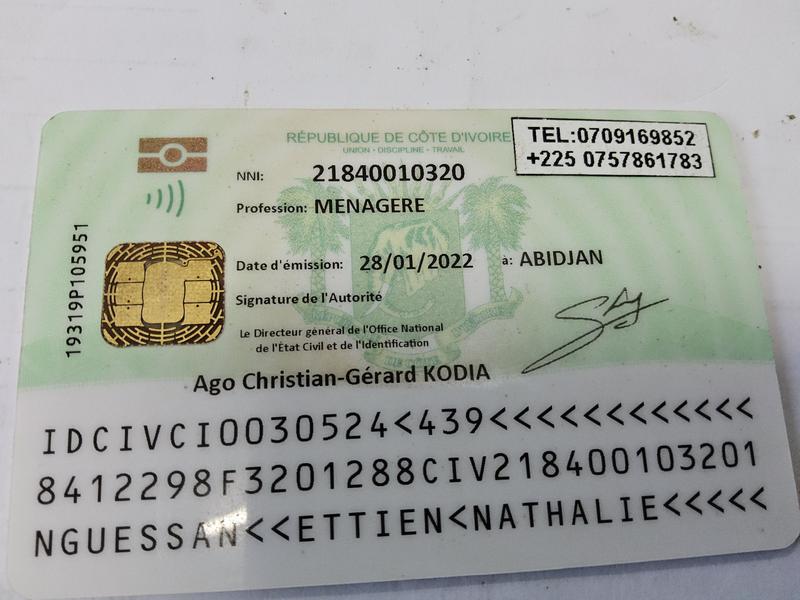 RÉPUBLIQUE DE CÔTE D'IVOIRE
UNION - DISCIPLINE - TRAVAIL
TEL:0709169852
+225 0757861783
NNI: 21840010320
Profession: MENAGERE
19319P105951
Date d'émission: 28/01/2022 à: ABIDJAN
Signature de l'Autorité
Le Directeur général de l'Office National
de l'État Civil et de l'Identification
Ago Christian-Gérard KODIA
IDCIVCI0030524<439<<<<<<<<<<<<
8412298F3201288CIV218400103201
NGUESSAN<<ETTIEN<NATHALIE<<<<<